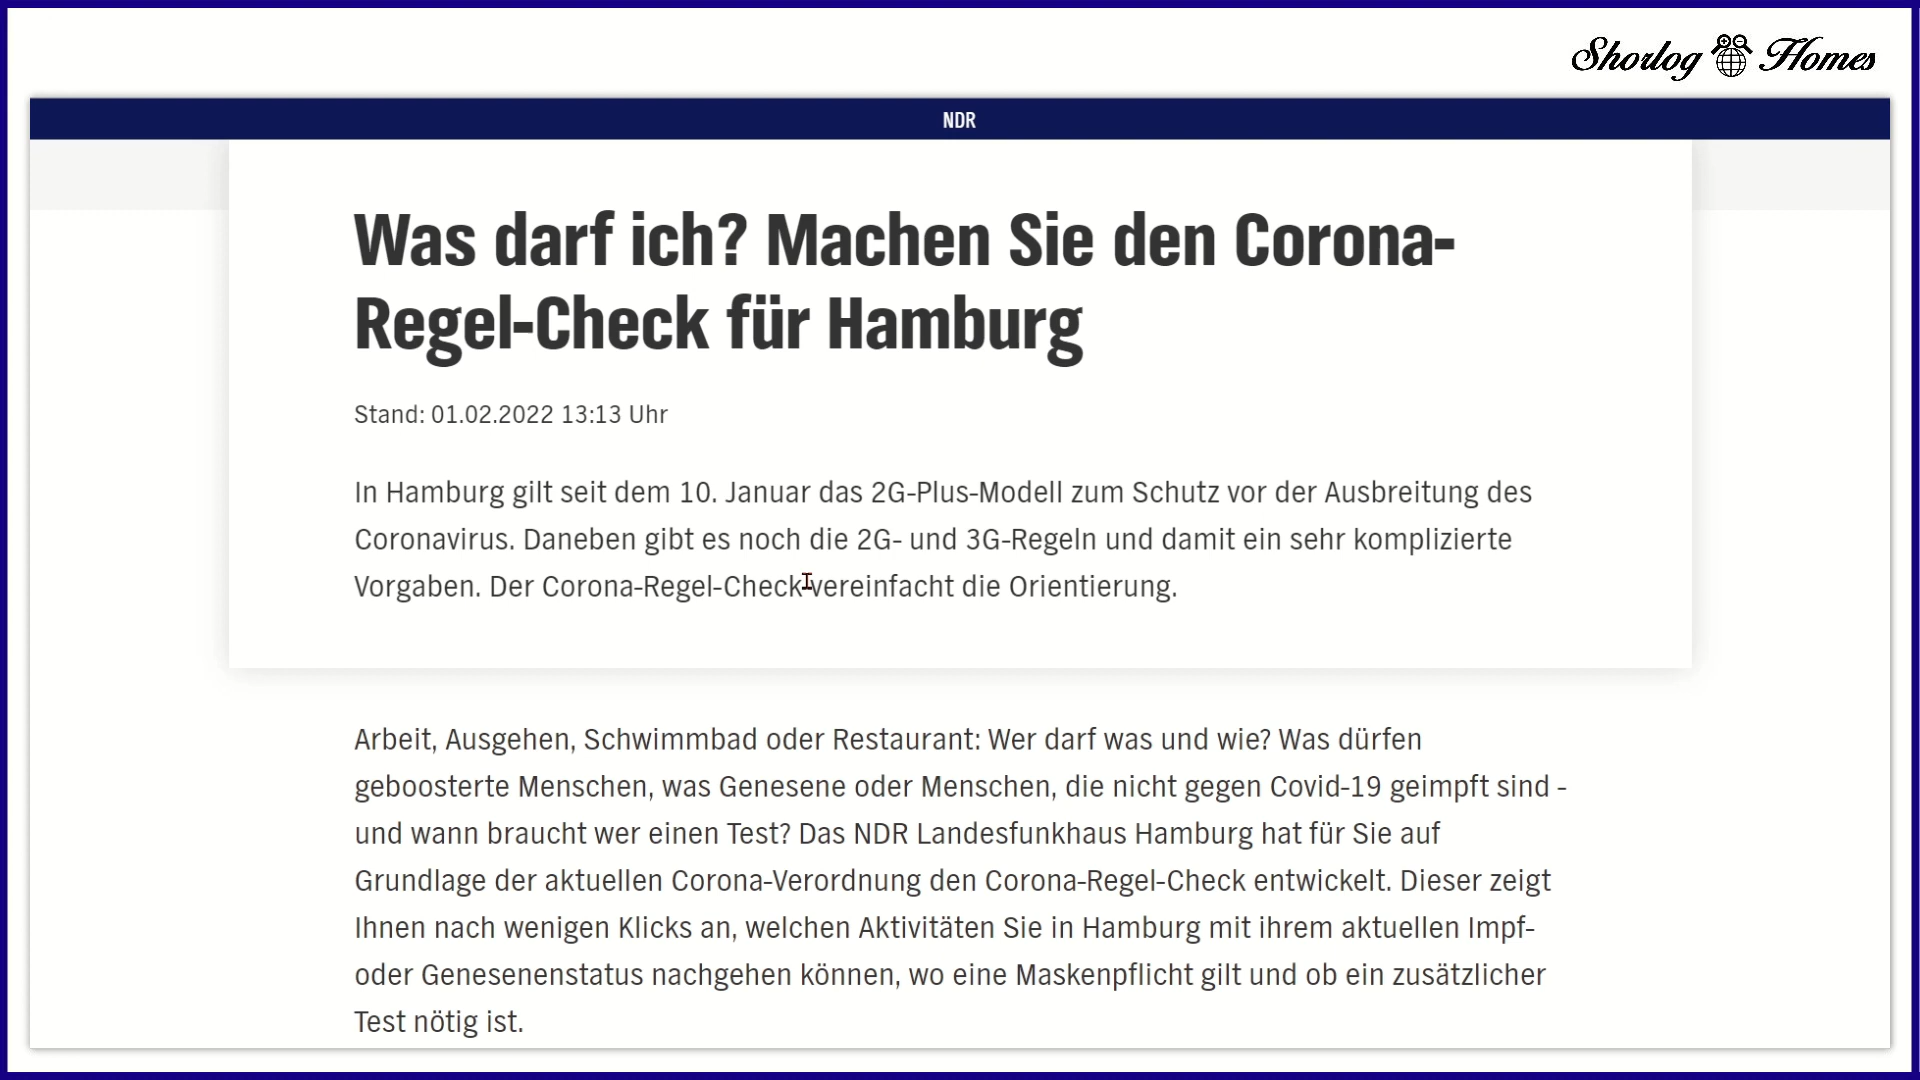 Shorlog Homes
NDR
Was darf ich? Machen Sie den Corona-
Regel-Check für Hamburg
Stand: 01.02.2022 13:13 Uhr
In Hamburg gilt seit dem 10. Januar das 2G-Plus-Modell zum Schutz vor der Ausbreitung des
Coronavirus. Daneben gibt es noch die 2G- und 3G-Regeln und damit ein sehr komplizierte
Vorgaben. Der Corona-Regel-Check vereinfacht die Orientierung.
Arbeit, Ausgehen, Schwimmbad oder Restaurant: Wer darf was und wie? Was dürfen
geboosterte Menschen, was Genesene oder Menschen, die nicht gegen Covid-19 geimpft sind -
und wann braucht wer einen Test? Das NDR Landesfunkhaus Hamburg hat für Sie auf
Grundlage der aktuellen Corona-Verordnung den Corona-Regel-Check entwickelt. Dieser zeigt
Ihnen nach wenigen Klicks an, welchen Aktivitäten Sie in Hamburg mit ihrem aktuellen Impf-
oder Genesenenstatus nachgehen können, wo eine Maskenpflicht gilt und ob ein zusätzlicher
Test nötig ist.